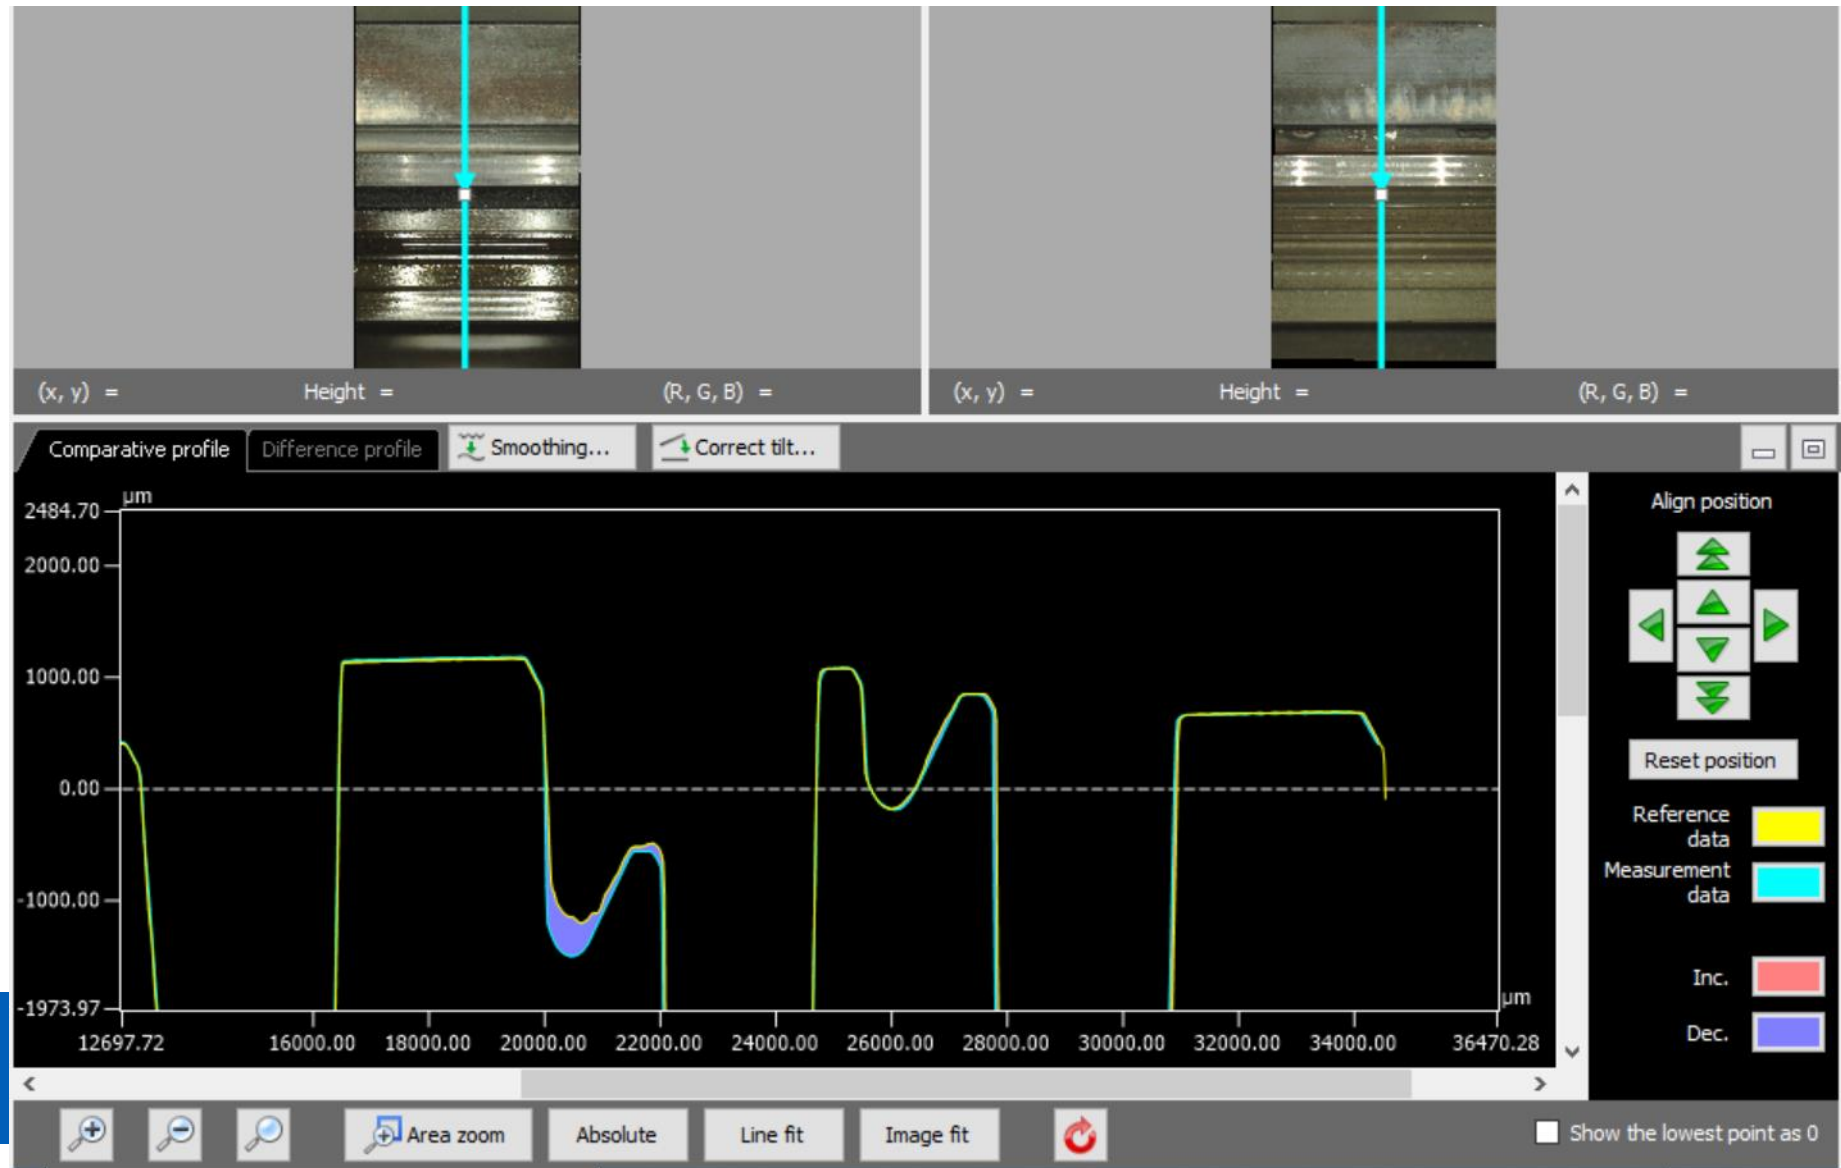 (x, y) =
Height =
(R, G, B) =
(x, y) =
Height =
(R, G, B) =
Comparative profile
Difference profile
Smoothing...
Correct tilt...
µm
2484.70
2000.00
1000.00
0.00
-1000.00
-1973.97
µm
12697.72
16000.00
18000.00
20000.00
22000.00
24000.00
26000.00
28000.00
30000.00
32000.00
34000.00
36470.28
Align position
Reset position
Reference
data
Measurement
data
Inc.
Dec.
Area zoom
Absolute
Line fit
Image fit
Show the lowest point as 0